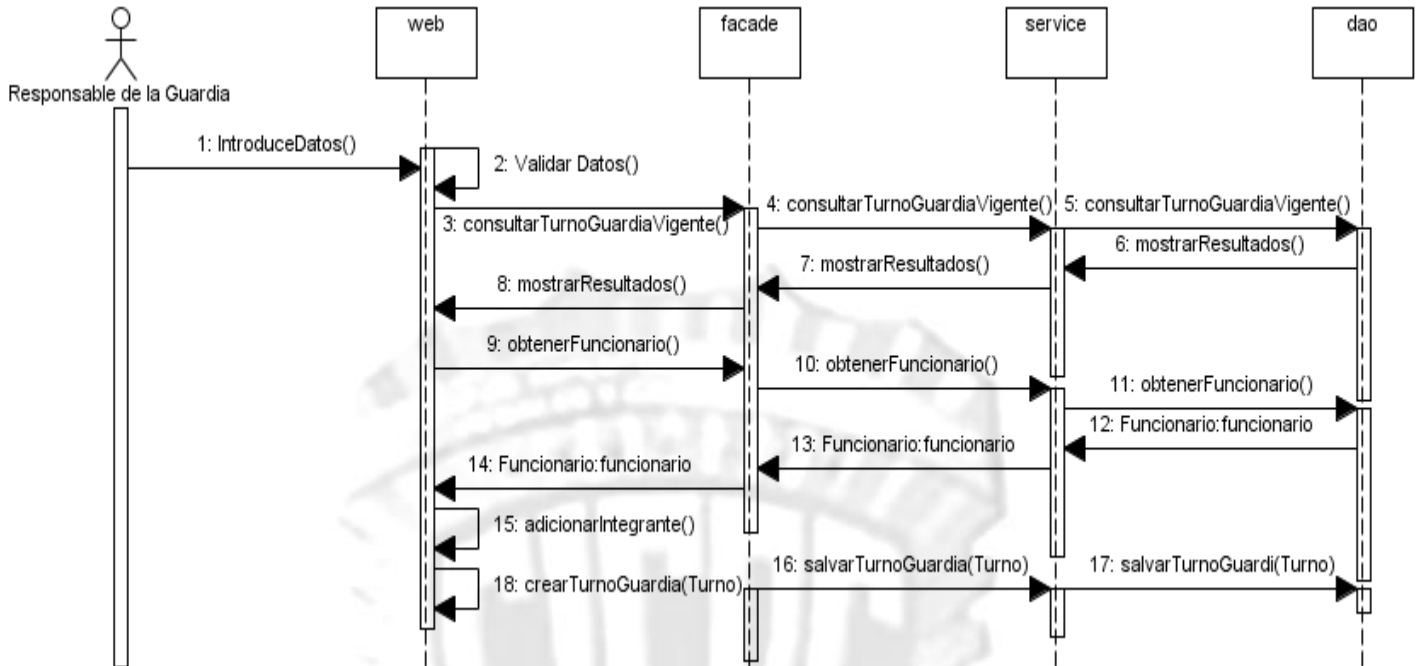 web
facade
service
dao
Responsable de la Guardia
1: IntroduceDatos()
2: Validar Datos()
3: consultarTurnoGuardiaVigente()
4: consultarTurnoGuardiaVigente()
5: consultarTurnoGuardiaVigente()
6: mostrarResultados()
7: mostrarResultados()
8: mostrarResultados()
9: obtenerFuncionario()
10: obtenerFuncionario()
11: obtenerFuncionario()
12: Funcionario:funcionario
13: Funcionario:funcionario
14: Funcionario:funcionario
15: adicionarIntegrante()
16: salvarTurnoGuardia(Turno)
17: salvarTurnoGuardi(Turno)
18: crearTurnoGuardia(Turno)